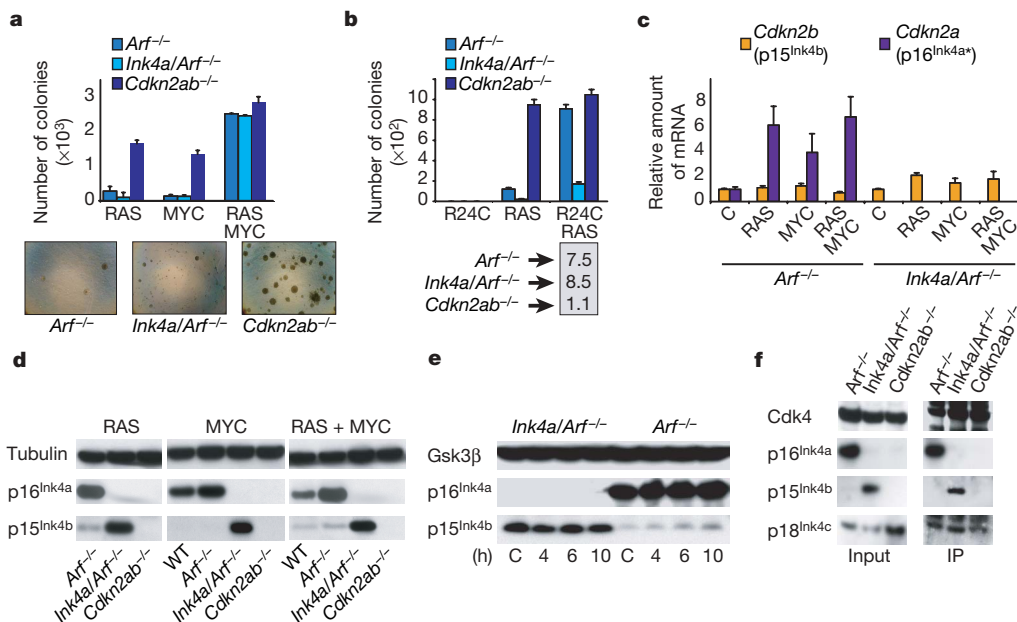 a
Arf–/–
Ink4a/Arf–/–
Cdkn2ab–/–
Number of colonies
(×10³)
3
2
1
0
RAS
MYC
RAS
MYC
Arf–/–
Ink4a/Arf–/–
Cdkn2ab–/–
b
Arf–/–
Ink4a/Arf–/–
Cdkn2ab–/–
Number of colonies
(×10²)
10
8
6
4
2
0
R24C
RAS
R24C
RAS
Arf–/– 7.5
Ink4a/Arf–/– 8.5
Cdkn2ab–/– 1.1
c
Cdkn2b
(p15Ink4b)
Cdkn2a
(p16Ink4a*)
Relative amount
of mRNA
8
6
4
2
0
C
RAS
MYC
RAS
MYC
C
RAS
MYC
RAS
MYC
Arf–/–
Ink4a/Arf–/–
d
RAS
MYC
RAS + MYC
Tubulin
p16Ink4a
p15Ink4b
Arf–/–
Ink4a/Arf–/–
Cdkn2ab–/–
WT
Arf–/–
Ink4a/Arf–/–
Cdkn2ab–/–
WT
Arf–/–
Ink4a/Arf–/–
Cdkn2ab–/–
e
Ink4a/Arf–/–
Arf–/–
Gsk3β
p16Ink4a
p15Ink4b
(h) C 4 6 10 C 4 6 10
f
Arf–/–
Ink4a/Arf–/–
Cdkn2ab–/–
Arf–/–
Ink4a/Arf–/–
Cdkn2ab–/–
Cdk4
p16Ink4a
p15Ink4b
p18Ink4c
Input
IP